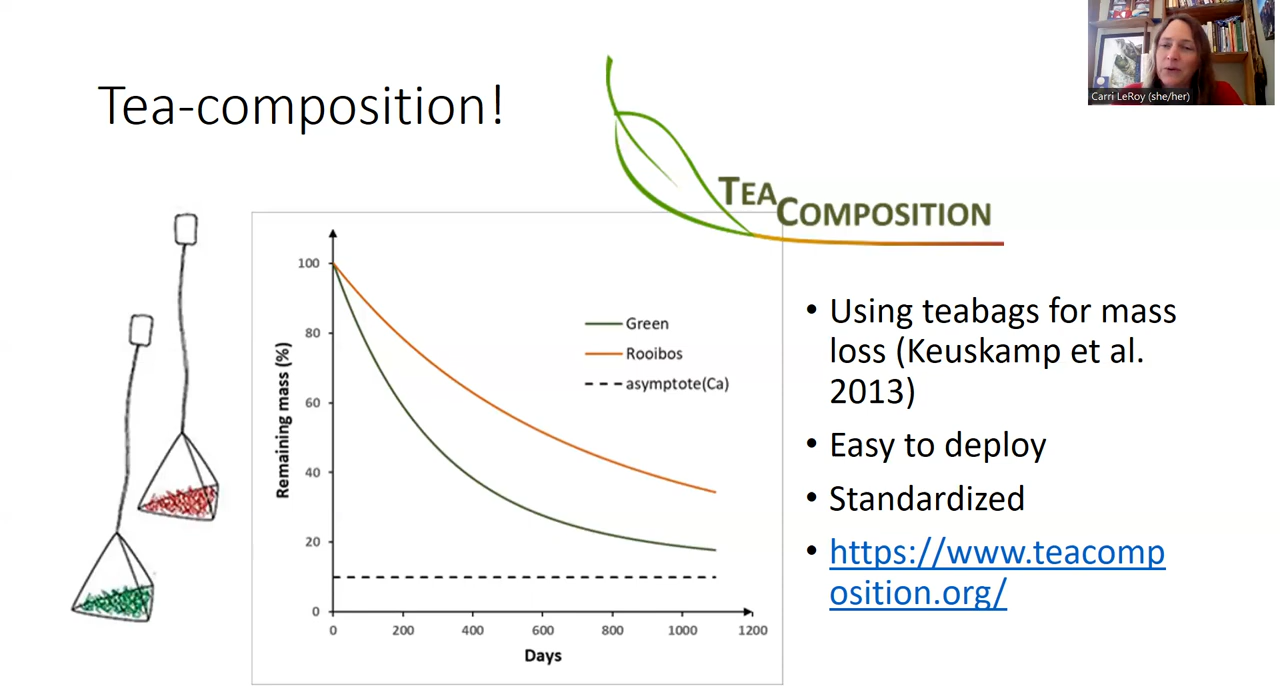 Carri LeRoy (she/her)
Tea-composition!
TEA
COMPOSITION
100
80
60
40
20
0
Remaining mass (%)
Green
Rooibos
asymptote(Ca)
0 200 400 600 800 1000 1200
Days
• Using teabags for mass
loss (Keuskamp et al.
2013)
• Easy to deploy
• Standardized
• https://www.teacomp
osition.org/